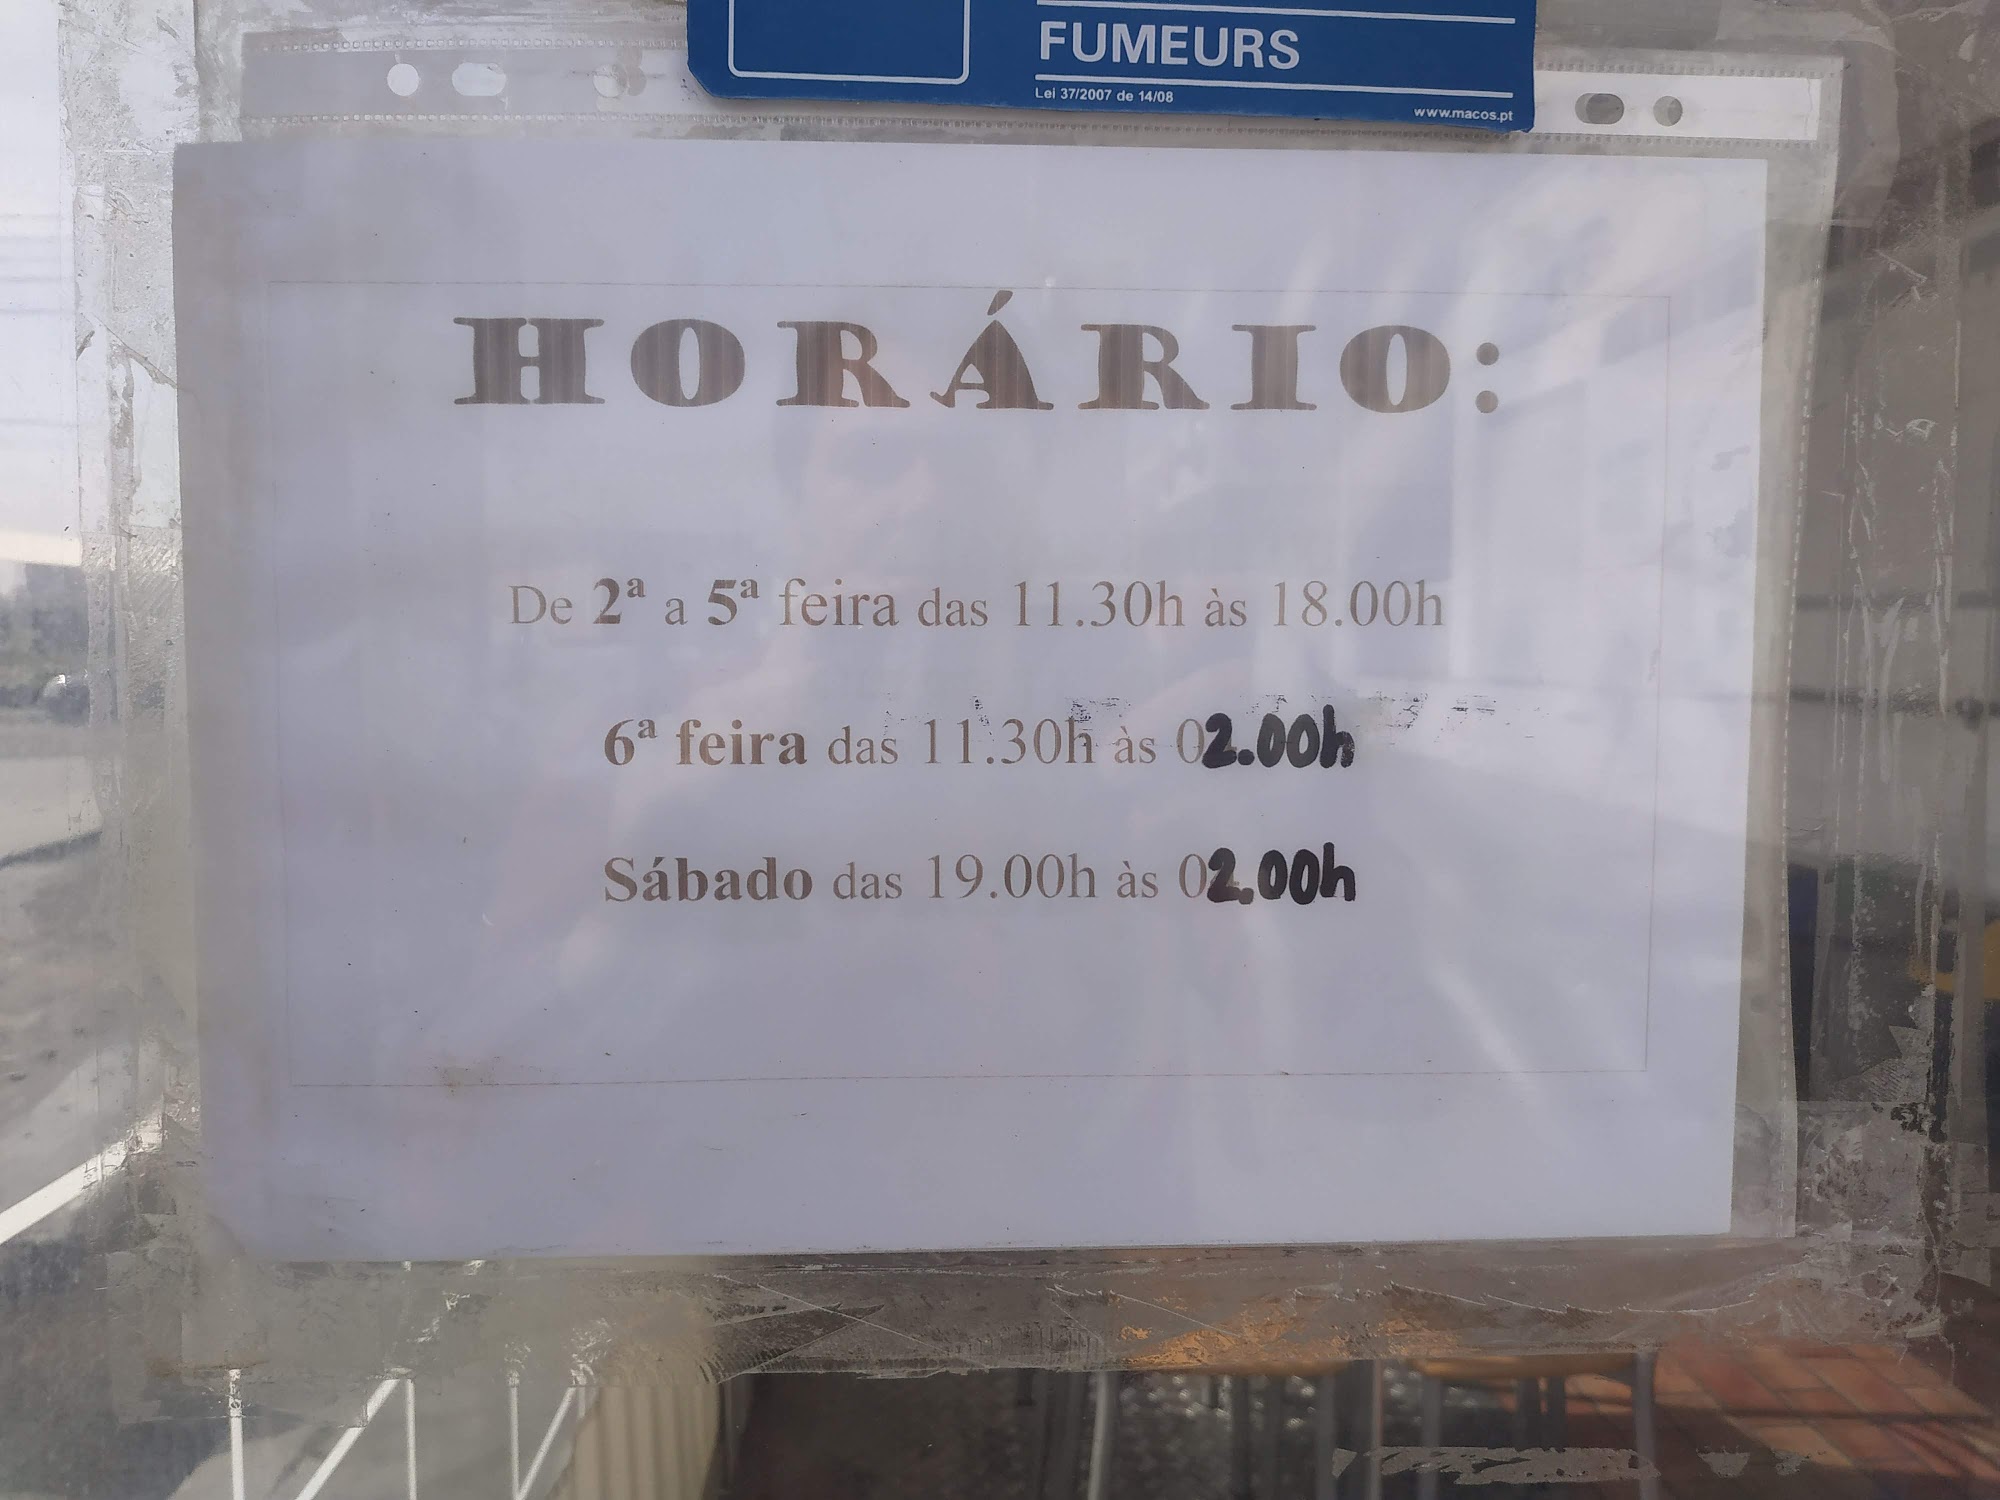 FUMEURS
Lei 37/2007 de 14/08
www.macos.pt
HORÁRIO:
De 2ª a 5ª feira das 11.30h às 18.00h
6ª feira das 11.30h às 02.00h
Sábado das 19.00h às 02.00h